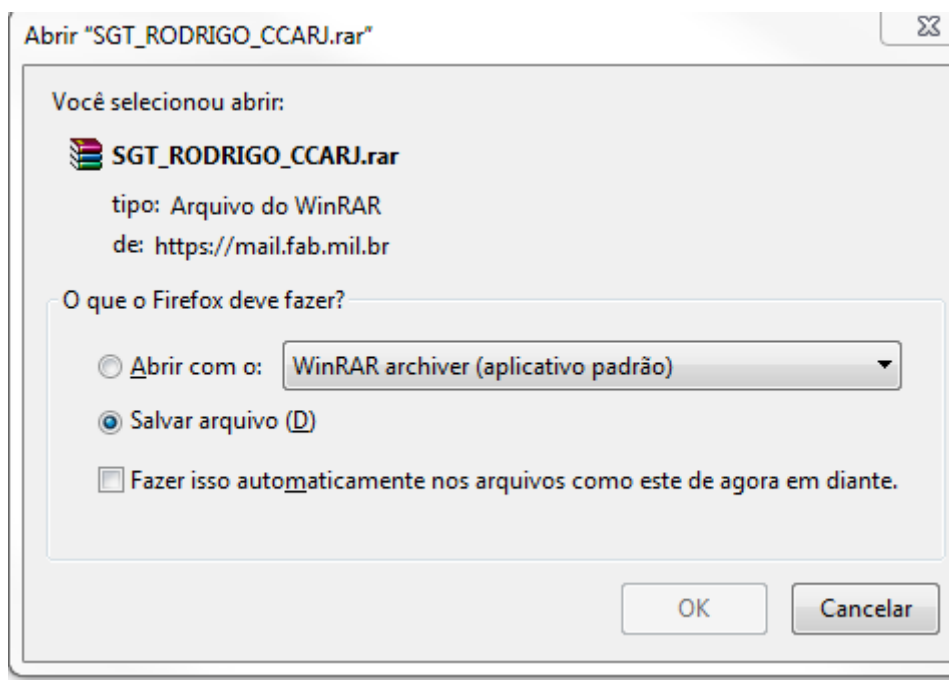 Abrir "SGT_RODRIGO_CCARJ.rar"
Você selecionou abrir:
SGT_RODRIGO_CCARJ.rar
tipo: Arquivo do WinRAR
de: https://mail.fab.mil.br
O que o Firefox deve fazer?
Abrir com o: WinRAR archiver (aplicativo padrão)
Salvar arquivo (D)
Fazer isso automaticamente nos arquivos como este de agora em diante.
OK Cancelar